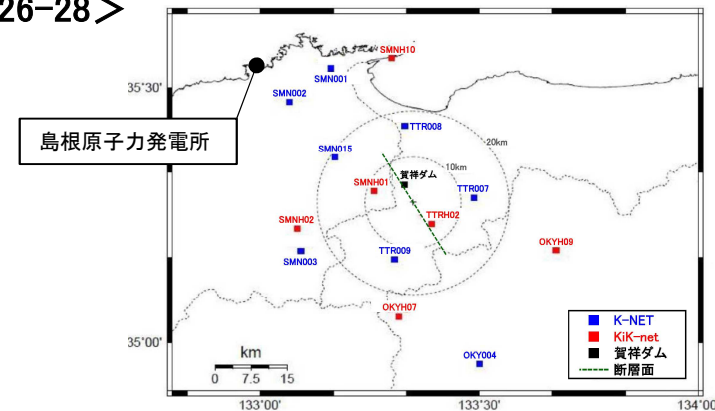 26-28＞
SMNH10
SMN001
35°30'
SMN002
島根原子力発電所
TTR008
20km
SMN015
10km
賀祥ダム
SMNH01
TTR007
TTRH02
SMNH02
OKYH09
SMN003
TTR009
OKYH07
K-NET
KiK-net
賀祥ダム
断層面
35°00'
km
0 7.5 15
OKY004
133°00' 133°30' 134°00'